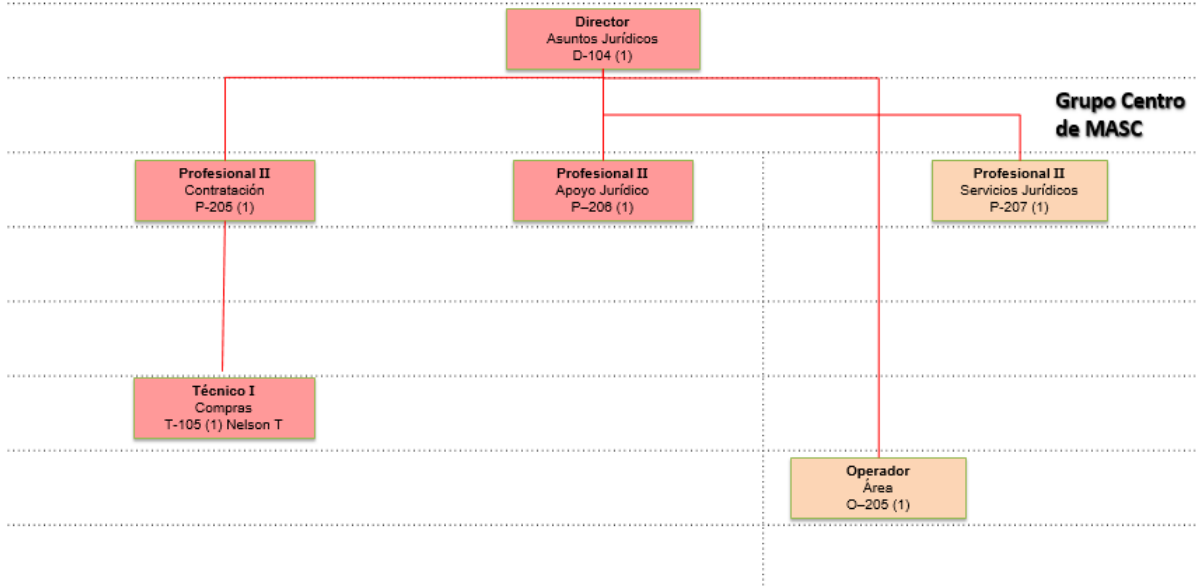 Director
Asuntos Jurídicos
D-104 (1)
Grupo Centro
de MASC
Profesional II
Contratación
P-205 (1)
Profesional II
Apoyo Jurídico
P–206 (1)
Profesional II
Servicios Jurídicos
P-207 (1)
Técnico I
Compras
T-105 (1) Nelson T
Operador
Área
O–205 (1)